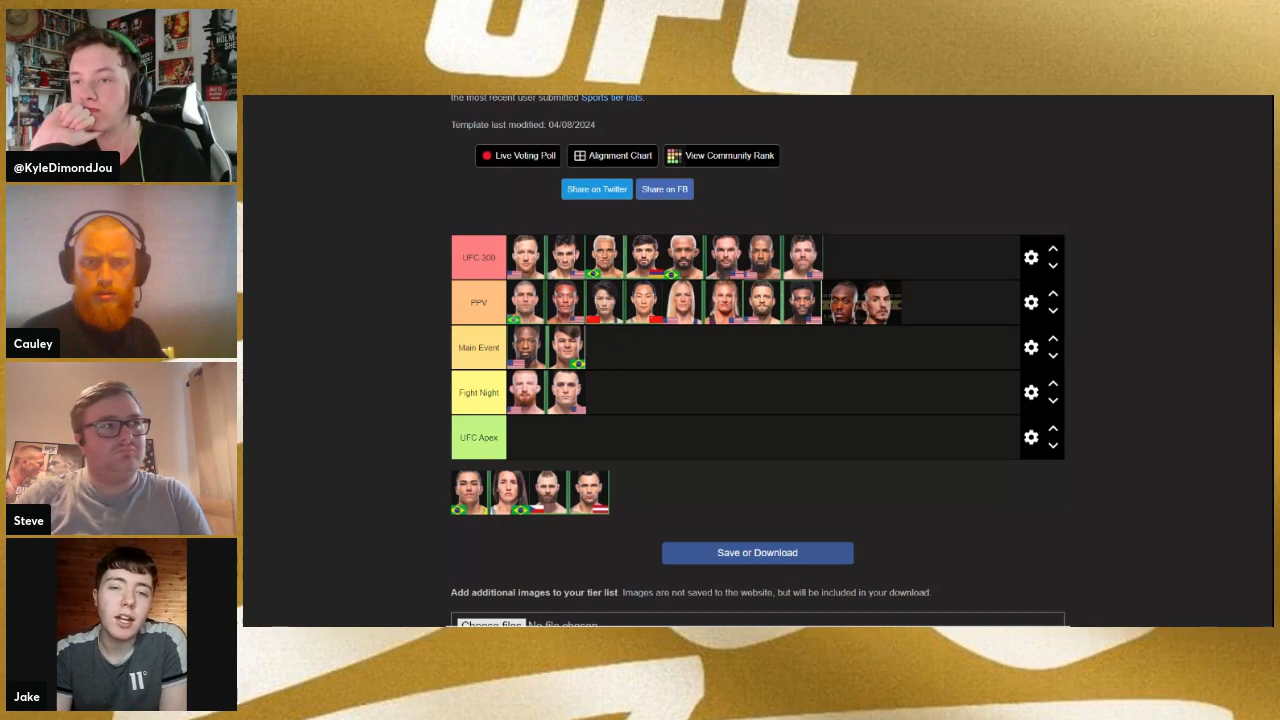 UFC
@KyleDimondJou
Cauley
Steve
11°
Jake
the most recent user submitted Sports tier lists.
Template last modified: 04/08/2024
Live Voting Poll
Alignment Chart
View Community Rank
Share on Twitter
Share on FB
UFC 300
PPV
Main Event
Fight Night
UFC Apex
Save or Download
Add additional images to your tier list. Images are not saved to the website, but will be included in your download.
Choose files No file chosen